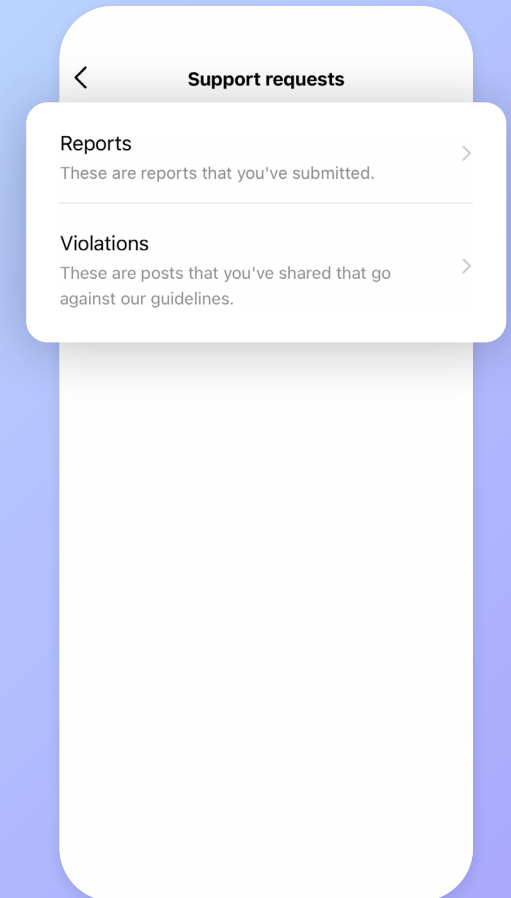 Support requests
Reports
These are reports that you've submitted.
Violations
These are posts that you've shared that go
against our guidelines.